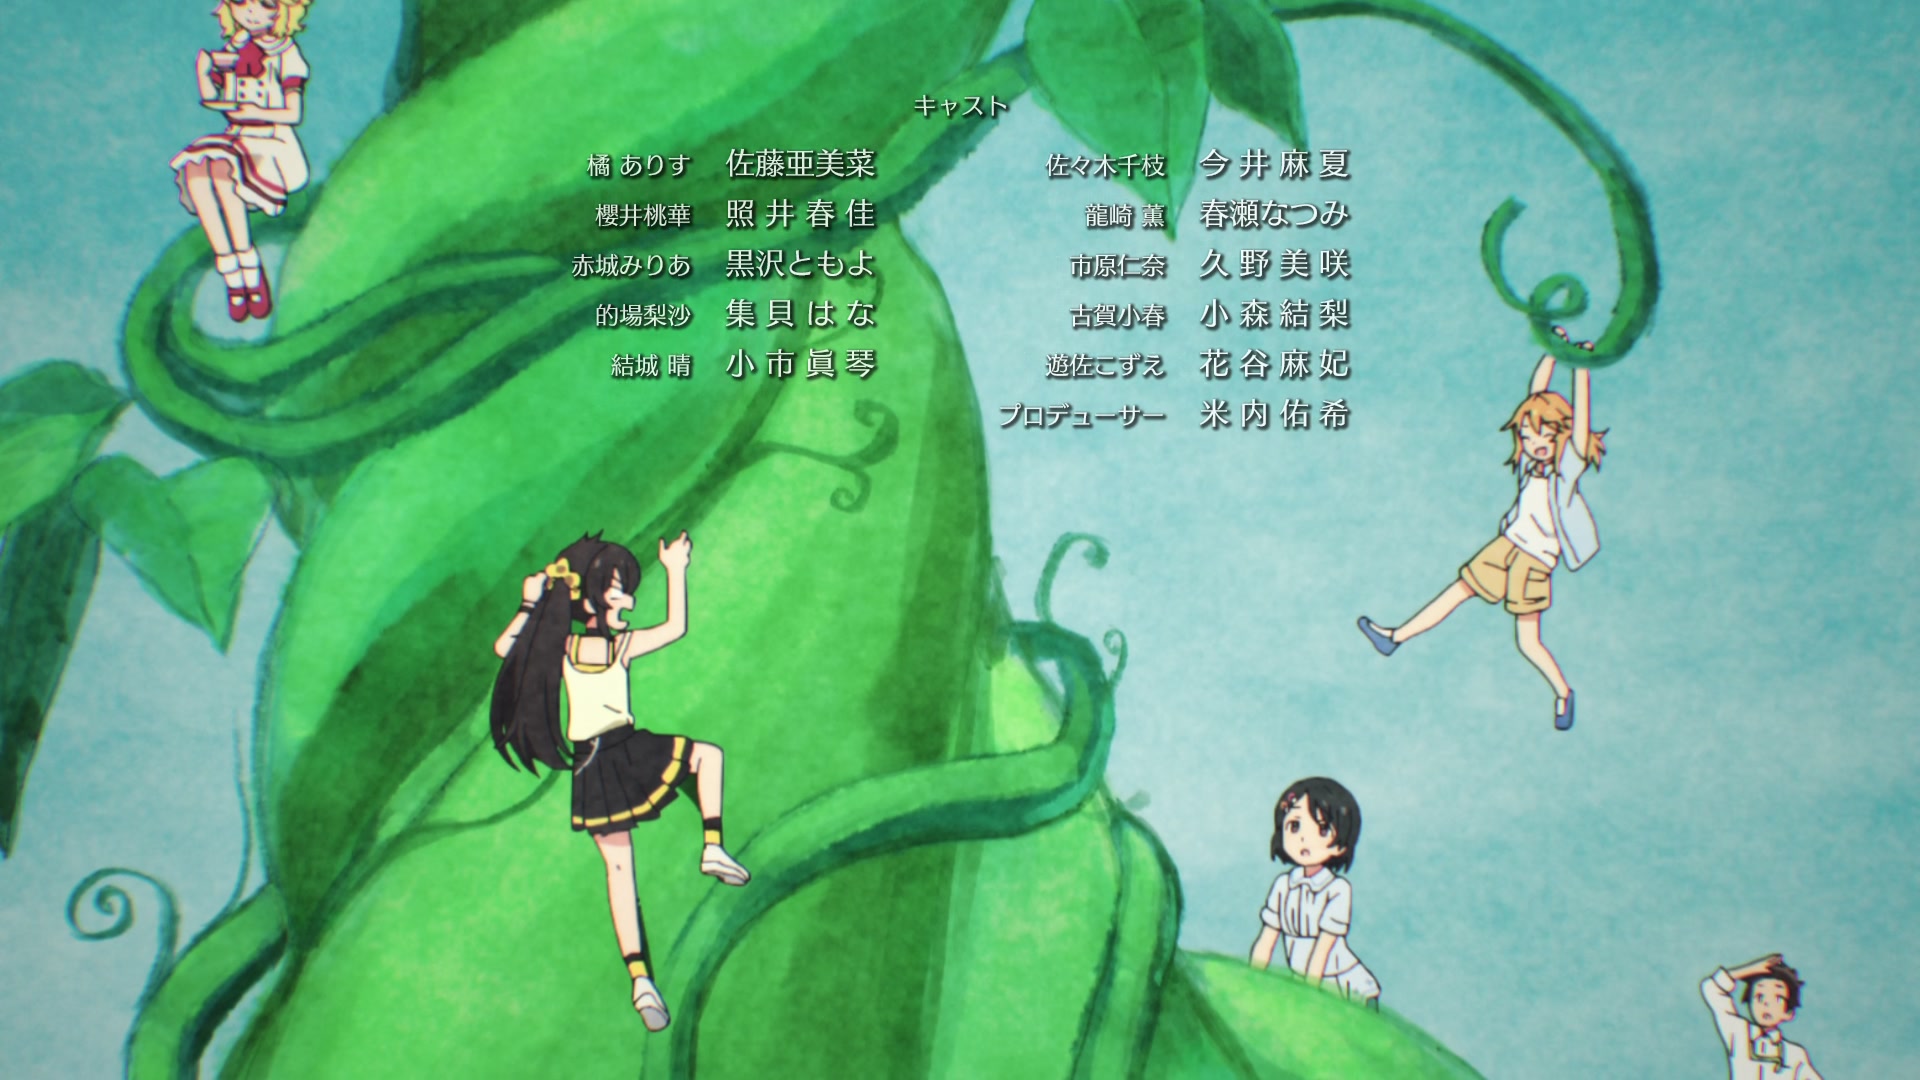 キャスト
橘 ありす 佐藤亜美菜
櫻井桃華 照井春佳
赤城みりあ 黒沢ともよ
的場梨沙 集貝はな
結城 晴 小市眞琴
佐々木千枝 今井麻夏
龍崎 薫 春瀬なつみ
市原仁奈 久野美咲
古賀小春 小森結梨
遊佐こずえ 花谷麻妃
プロデューサー 米内佑希